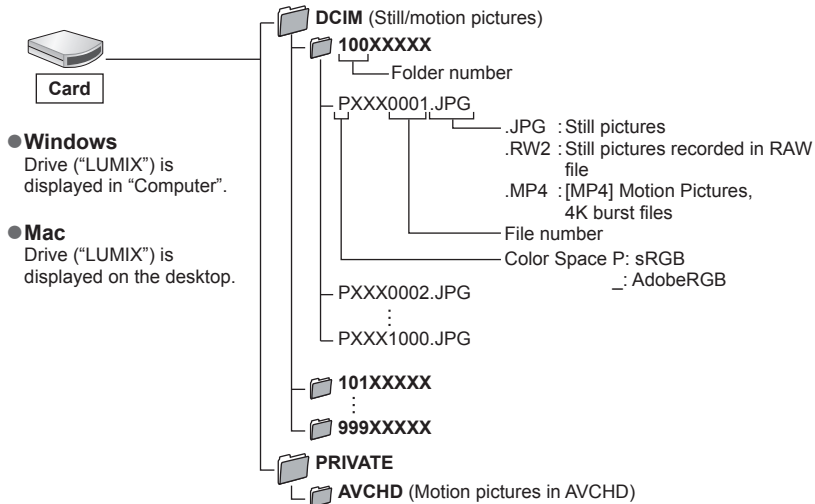 DCIM (Still/motion pictures)
100XXXXX
Folder number
Card
PXXX0001.JPG
.JPG : Still pictures
.RW2 : Still pictures recorded in RAW
file
.MP4 : [MP4] Motion Pictures,
4K burst files
File number
Color Space P: sRGB
_: AdobeRGB
●Windows
Drive ("LUMIX") is
displayed in "Computer".
●Mac
Drive ("LUMIX") is
displayed on the desktop.
PXXX0002.JPG
PXXX1000.JPG
101XXXXX
999XXXXX
PRIVATE
AVCHD (Motion pictures in AVCHD)